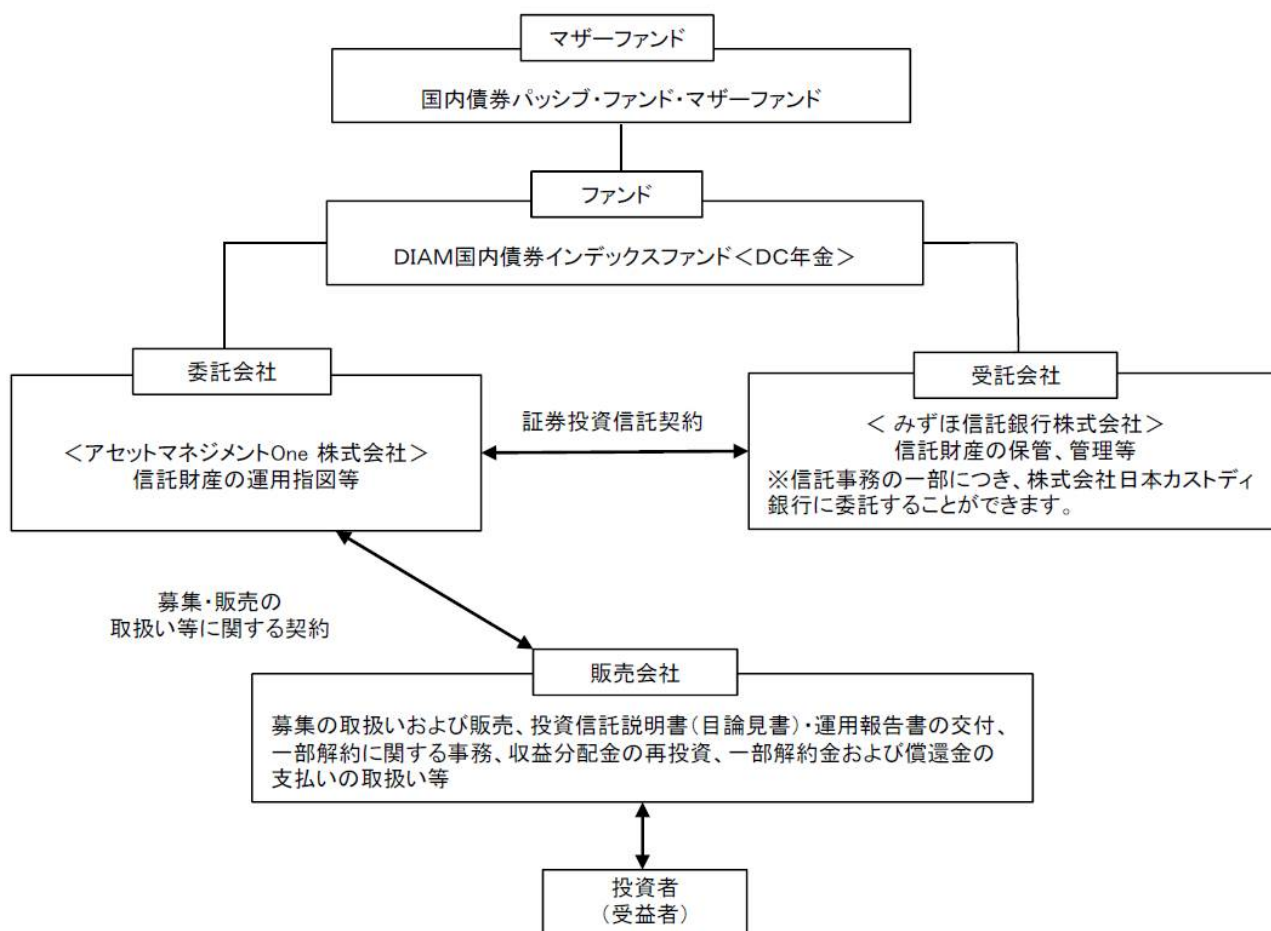 マザーファンド
国内債券パッシブ・ファンド・マザーファンド
ファンド
DIAM国内債券インデックスファンド＜DC年金＞
委託会社
＜アセットマネジメントOne 株式会社＞
信託財産の運用指図等
証券投資信託契約
受託会社
＜ みずほ信託銀行株式会社＞
信託財産の保管、管理等
※信託事務の一部につき、株式会社日本カストディ
銀行に委託することができます。
募集・販売の
取扱い等に関する契約
販売会社
募集の取扱いおよび販売、投資信託説明書（目論見書）・運用報告書の交付、
一部解約に関する事務、収益分配金の再投資、一部解約金および償還金の
支払いの取扱い等
投資者
（受益者）